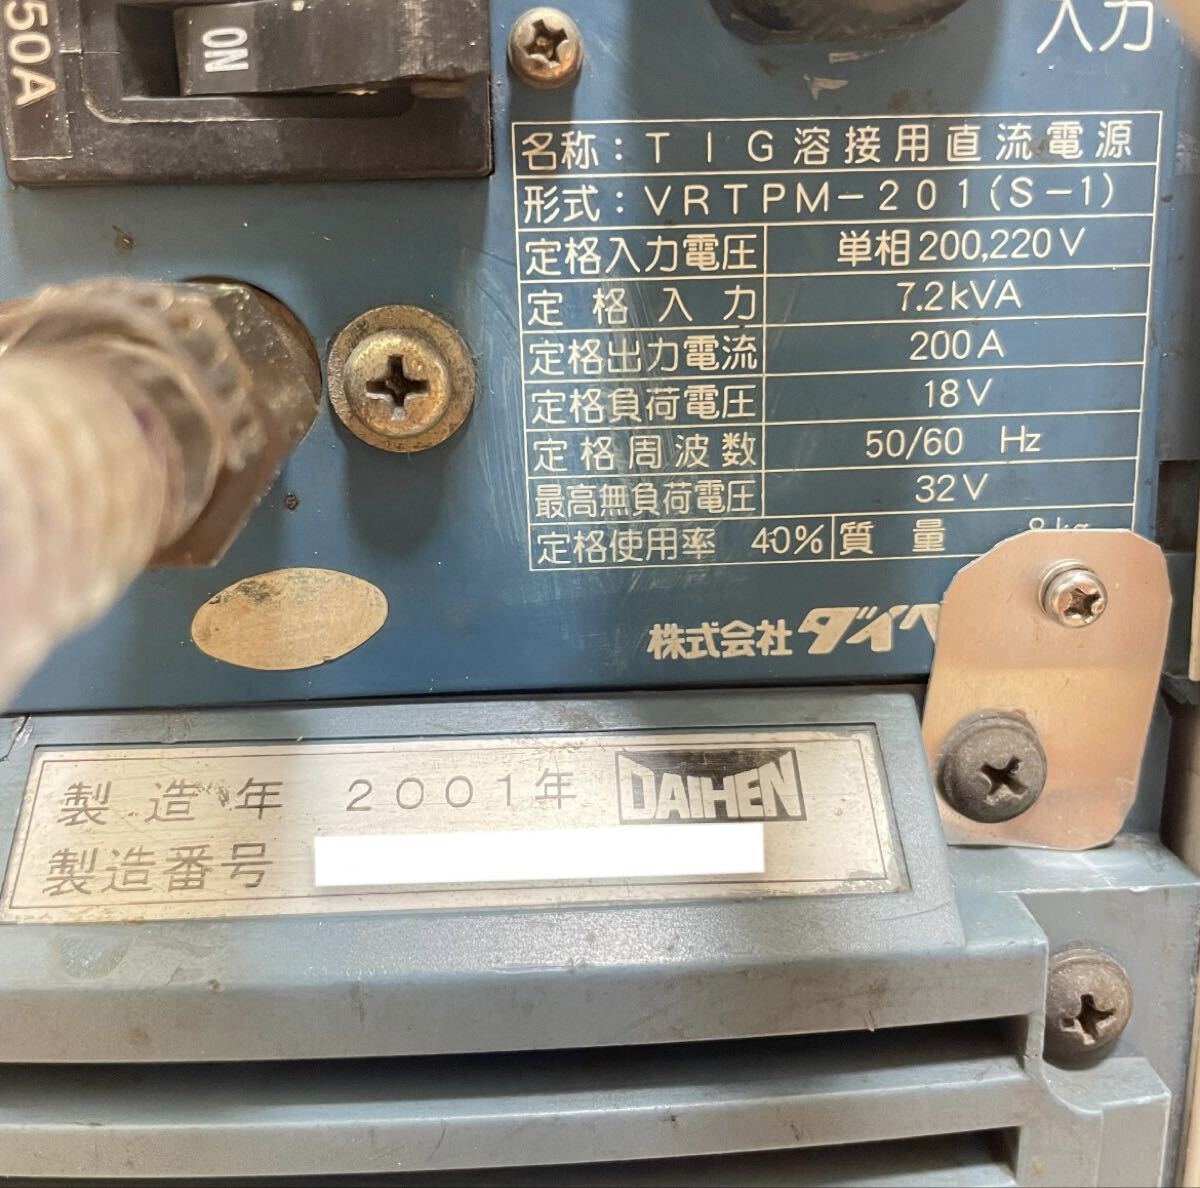 50A
ON
入力
名称：TIG溶接用直流電源
形式：VRTPM-201(S-1)
定格入力電圧 単相200,220V
定格入力 7.2kVA
定格出力電流 200A
定格負荷電圧 18V
定格周波数 50/60 Hz
最高無負荷電圧 32V
定格使用率 40% 質量
株式会社 ダイヘ
製造年 2001年 DAIHEN
製造番号